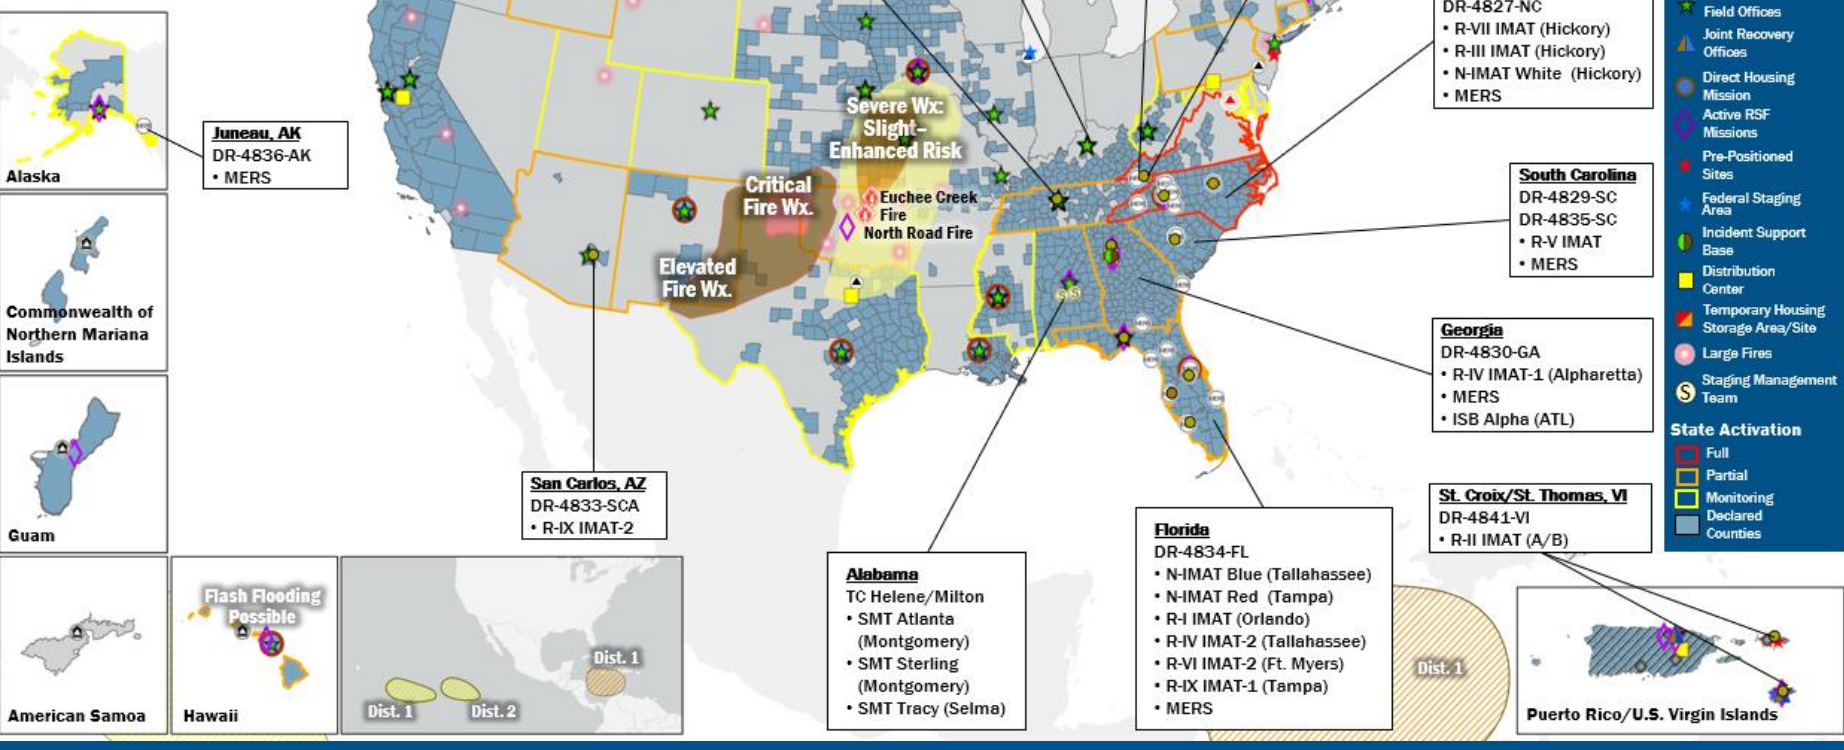 DR-4827-NC
• R-VII IMAT (Hickory)
• R-III IMAT (Hickory)
• N-IMAT White (Hickory)
• MERS
Field Offices
Joint Recovery
Offices
Direct Housing
Mission
Active RSF
Missions
Pre-Positioned
Sites
Federal Staging
Area
Incident Support
Base
Distribution
Center
Temporary Housing
Storage Area/Site
Large Fires
S
Staging Management
Team
State Activation
Full
Partial
Monitoring
Declared
Counties
Alaska
Juneau, AK
DR-4836-AK
• MERS
Severe Wx:
Slight–
Enhanced Risk
Critical
Fire Wx.
Euchee Creek
Fire
North Road Fire
Elevated
Fire Wx.
South Carolina
DR-4829-SC
DR-4835-SC
• R-V IMAT
• MERS
Commonwealth of
Northern Mariana
Islands
Georgia
DR-4830-GA
• R-IV IMAT-1 (Alpharetta)
• MERS
• ISB Alpha (ATL)
Guam
San Carlos, AZ
DR-4833-SCA
• R-IX IMAT-2
St. Croix/St. Thomas, VI
DR-4841-VI
• R-II IMAT (A/B)
Florida
DR-4834-FL
• N-IMAT Blue (Tallahassee)
• N-IMAT Red (Tampa)
• R-I IMAT (Orlando)
• R-IV IMAT-2 (Tallahassee)
• R-VI IMAT-2 (Ft. Myers)
• R-IX IMAT-1 (Tampa)
• MERS
Alabama
TC Helene/Milton
• SMT Atlanta
(Montgomery)
• SMT Sterling
(Montgomery)
• SMT Tracy (Selma)
American Samoa
Flash Flooding
Possible
Hawaii
Dist. 1
Dist. 2
Dist. 1
Dist. 1
Puerto Rico/U.S. Virgin Islands